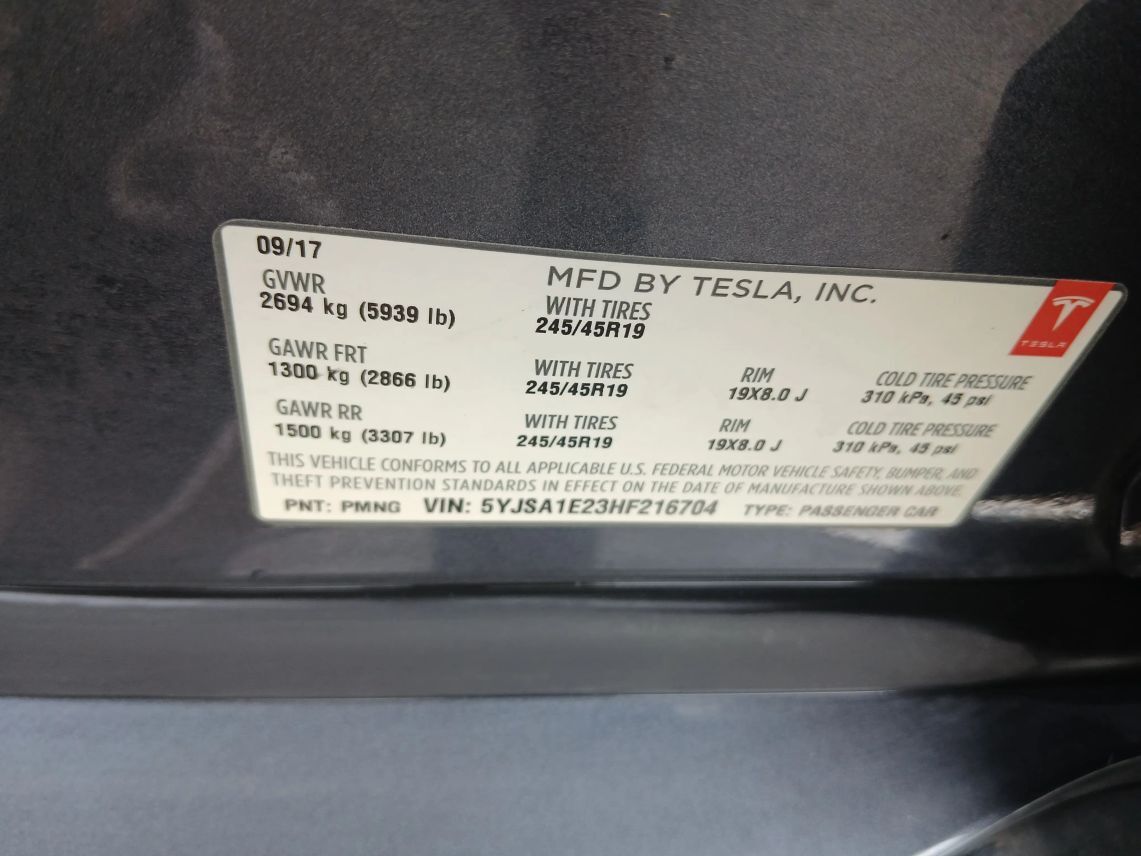 09/17
MFD BY TESLA, INC.
GVWR
2694 kg (5939 lb)
WITH TIRES
245/45R19
TESLA
GAWR FRT
1300 kg (2866 lb)
WITH TIRES
245/45R19
RIM
19X8.0 J
COLD TIRE PRESSURE
310 kPa, 45 psi
GAWR RR
1500 kg (3307 lb)
WITH TIRES
245/45R19
RIM
19X8.0 J
COLD TIRE PRESSURE
310 kPa, 45 psi
THIS VEHICLE CONFORMS TO ALL APPLICABLE U.S. FEDERAL MOTOR VEHICLE SAFETY, BUMPER, AND
THEFT PREVENTION STANDARDS IN EFFECT ON THE DATE OF MANUFACTURE SHOWN ABOVE.
PNT: PMNG VIN: 5YJSA1E23HF216704 TYPE: PASSENGER CAR